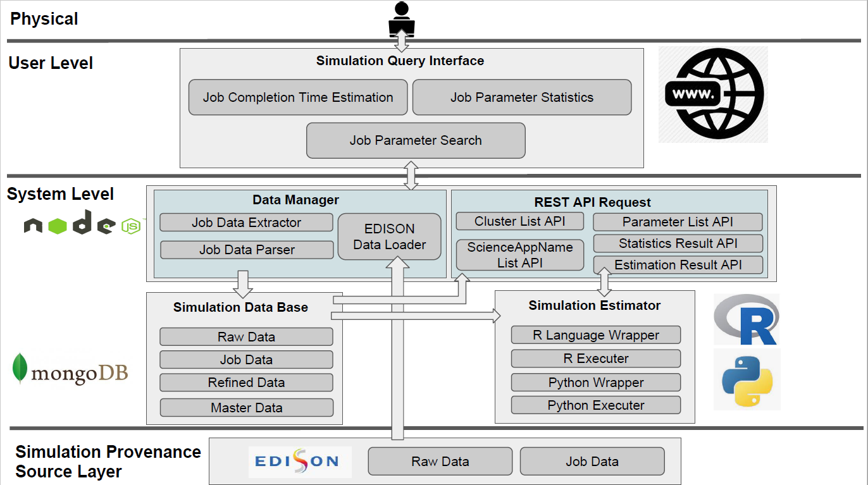 Physical
User Level
Simulation Query Interface
Job Completion Time Estimation
Job Parameter Statistics
Job Parameter Search
WWW.
System Level
node
JS
Data Manager
Job Data Extractor
Job Data Parser
EDISON
Data Loader
REST API Request
Cluster List API
ScienceAppName
List API
Parameter List API
Statistics Result API
Estimation Result API
Simulation Data Base
Raw Data
Job Data
Refined Data
Master Data
mongoDB
Simulation Estimator
R Language Wrapper
R Executer
Python Wrapper
Python Executer
R
Simulation Provenance
Source Layer
EDISON
Raw Data
Job Data